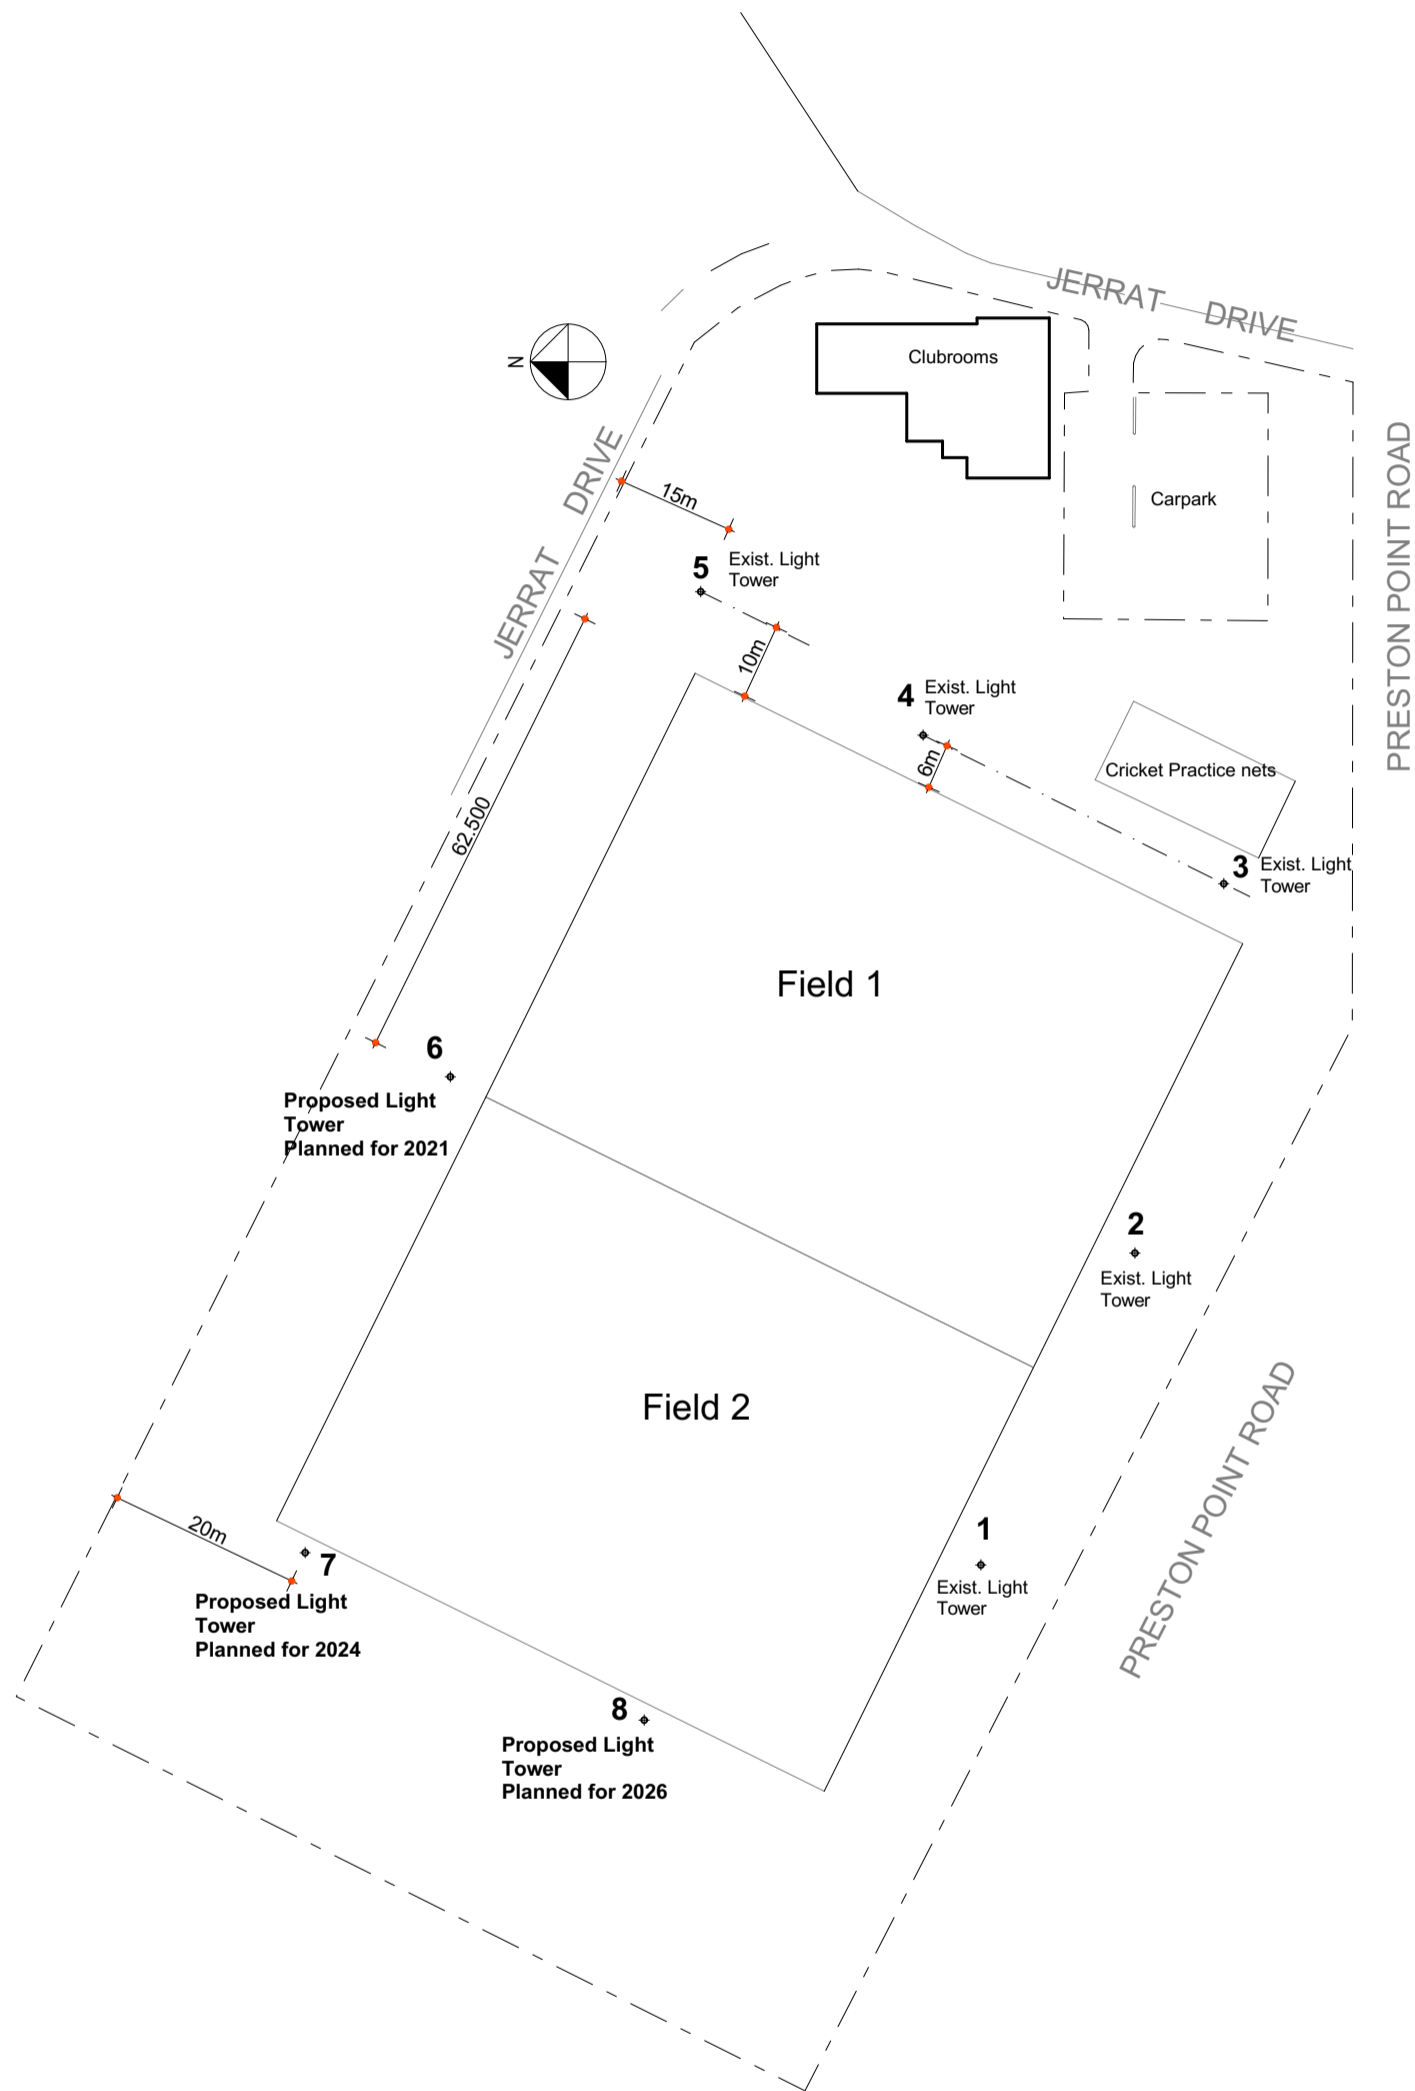 JERRAT DRIVE
Clubrooms
N
PRESTON POINT ROAD
JERRAT DRIVE
15m
Carpark
5
Exist. Light
Tower
10m
4
Exist. Light
Tower
6m
Cricket Practice nets
62.500
3
Exist. Light
Tower
Field 1
6
Proposed Light
Tower
Planned for 2021
2
Exist. Light
Tower
Field 2
PRESTON POINT ROAD
20m
7
Proposed Light
Tower
Planned for 2024
1
Exist. Light
Tower
8
Proposed Light
Tower
Planned for 2026